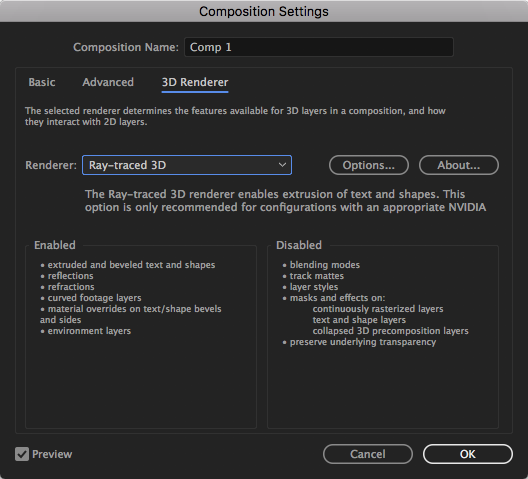 Composition Settings
Composition Name: Comp 1
Basic Advanced 3D Renderer
The selected renderer determines the features available for 3D layers in a composition, and how
they interact with 2D layers.
Renderer: Ray-traced 3D Options... About...
The Ray-traced 3D renderer enables extrusion of text and shapes. This
option is only recommended for configurations with an appropriate NVIDIA
Enabled
• extruded and beveled text and shapes
• reflections
• refractions
• curved footage layers
• material overrides on text/shape bevels
and sides
• environment layers
Disabled
• blending modes
• track mattes
• layer styles
• masks and effects on:
continuously rasterized layers
text and shape layers
collapsed 3D precomposition layers
• preserve underlying transparency
Preview Cancel OK